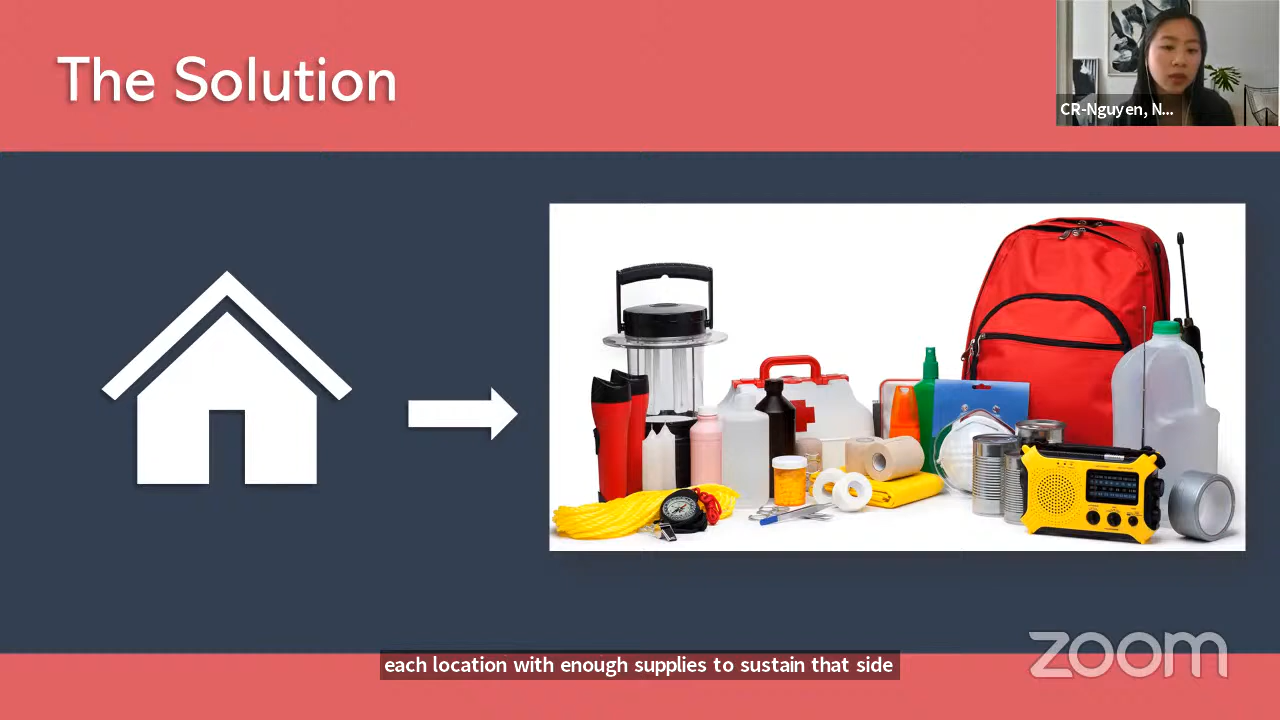 The Solution
CR-Nguyen, N...
each location with enough supplies to sustain that side
zoom